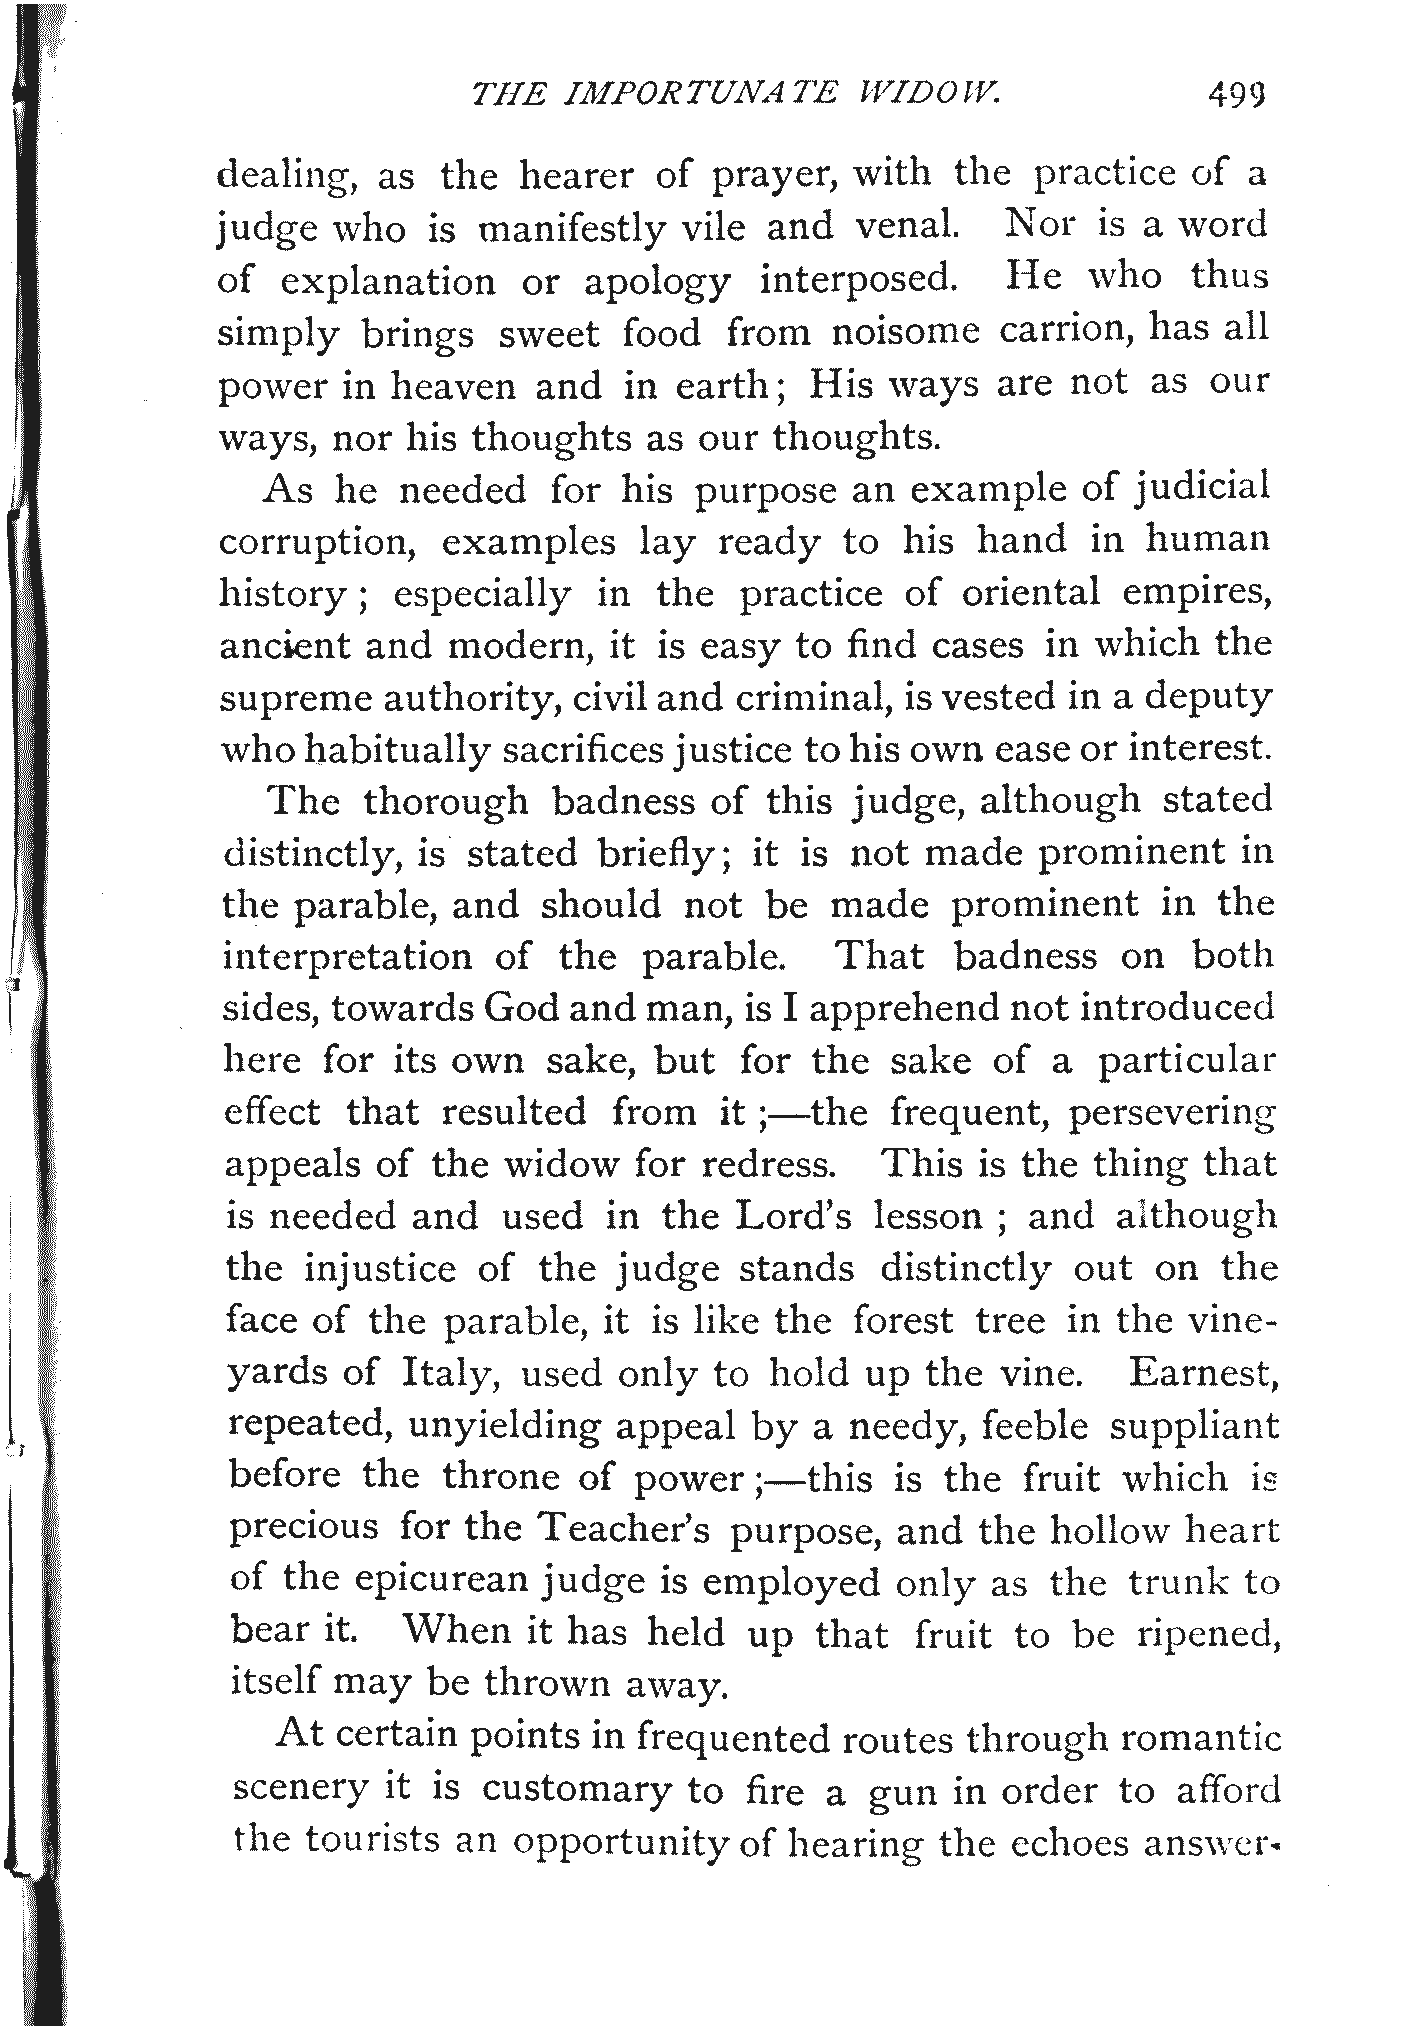 THE IMPORTUNATE WIDOW. 499
dealing, as the hearer of prayer, with the practice of a
judge who is manifestly vile and venal. Nor is a word
of explanation or apology interposed. He who thus
simply brings sweet food from noisome carrion, has all
power in heaven and in earth; His ways are not as our
ways, nor his thoughts as our thoughts.
As he needed for his purpose an example of judicial
corruption, examples lay ready to his hand in human
history; especially in the practice of oriental empires,
ancient and modern, it is easy to find cases in which the
supreme authority, civil and criminal, is vested in a deputy
who habitually sacrifices justice to his own ease or interest.
The thorough badness of this judge, although stated
distinctly, is stated briefly; it is not made prominent in
the parable, and should not be made prominent in the
interpretation of the parable. That badness on both
sides, towards God and man, is I apprehend not introduced
here for its own sake, but for the sake of a particular
effect that resulted from it;—the frequent, persevering
appeals of the widow for redress. This is the thing that
is needed and used in the Lord's lesson; and although
the injustice of the judge stands distinctly out on the
face of the parable, it is like the forest tree in the vine-
yards of Italy, used only to hold up the vine. Earnest,
repeated, unyielding appeal by a needy, feeble suppliant
before the throne of power;—this is the fruit which is
precious for the Teacher's purpose, and the hollow heart
of the epicurean judge is employed only as the trunk to
bear it. When it has held up that fruit to be ripened,
itself may be thrown away.
At certain points in frequented routes through romantic
scenery it is customary to fire a gun in order to afford
the tourists an opportunity of hearing the echoes answer-